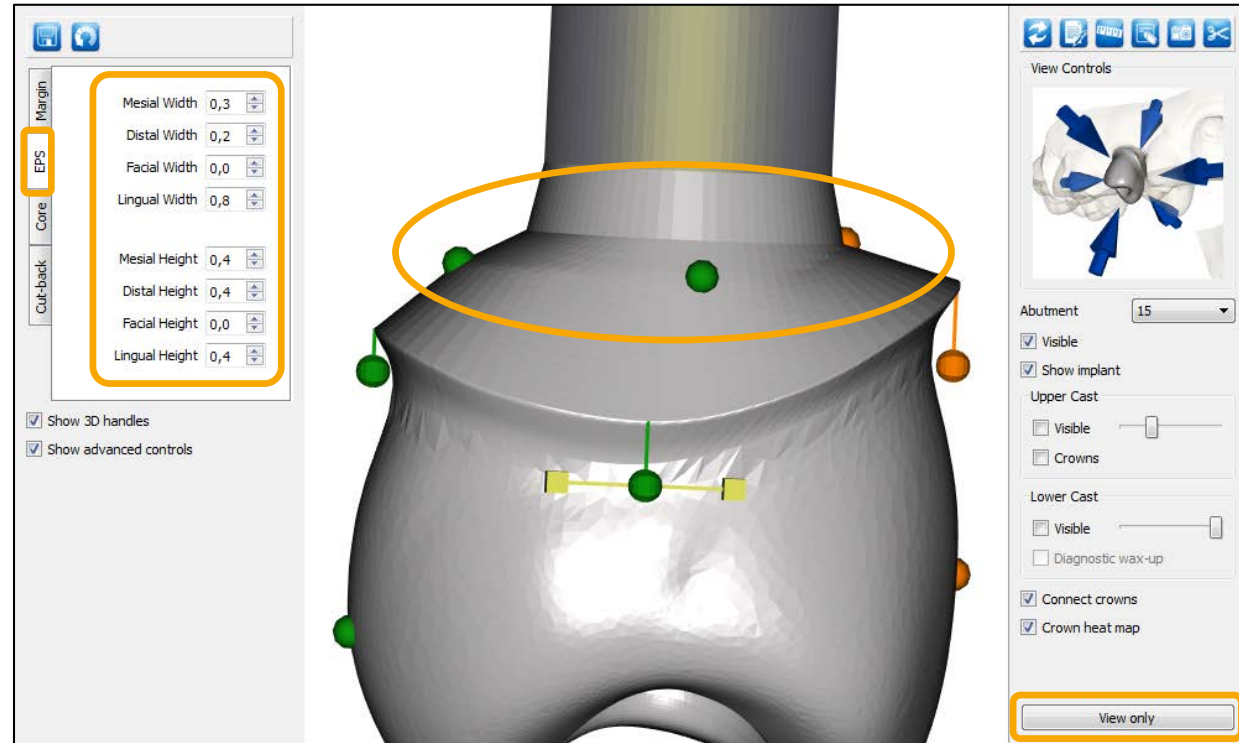 Margin
EPS
Core
Cut-back
Mesial Width 0,3
Distal Width 0,2
Facial Width 0,0
Lingual Width 0,8
Mesial Height 0,4
Distal Height 0,4
Facial Height 0,0
Lingual Height 0,4
Show 3D handles
Show advanced controls
View Controls
Abutment 15
Visible
Show implant
Upper Cast
Visible
Crowns
Lower Cast
Visible
Diagnostic wax-up
Connect crowns
Crown heat map
View only